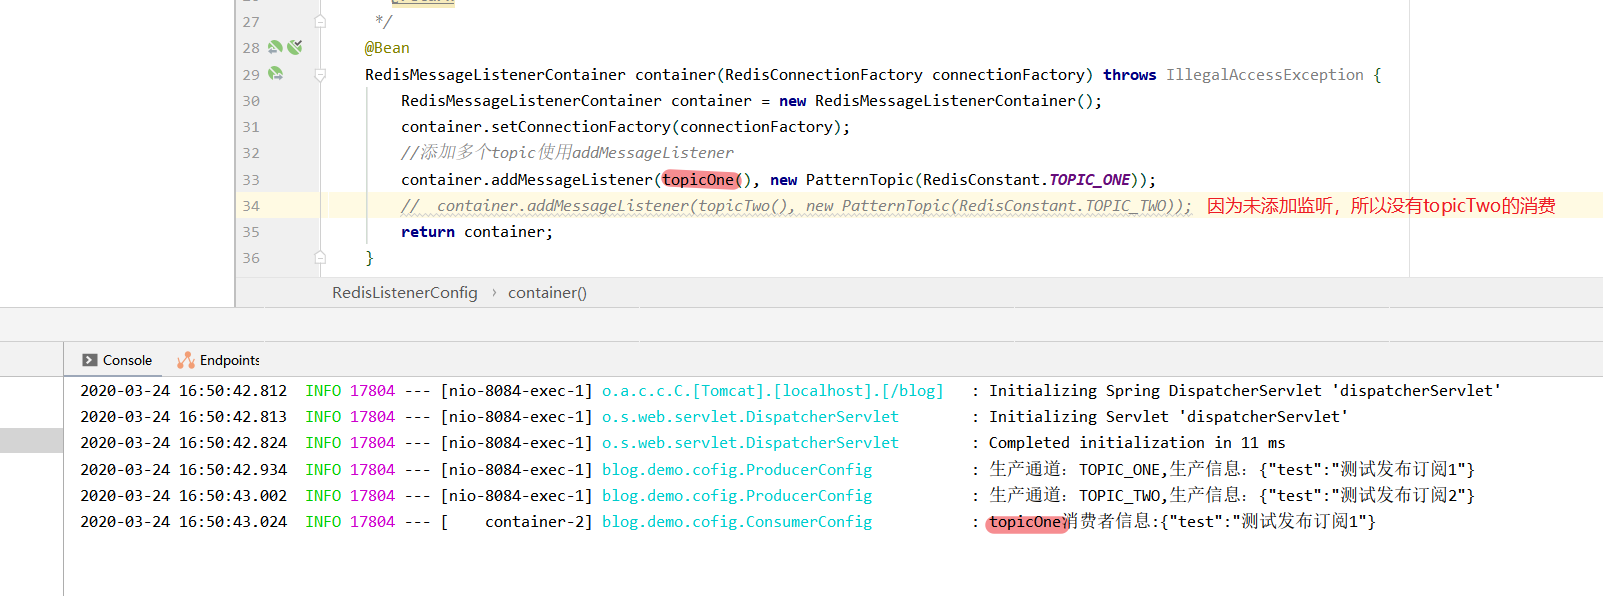 27 */
28 @Bean
29 RedisMessageListenerContainer container(RedisConnectionFactory connectionFactory) throws IllegalAccessException {
30 RedisMessageListenerContainer container = new RedisMessageListenerContainer();
31 container.setConnectionFactory(connectionFactory);
32 //添加多个topic使用addMessageListener
33 container.addMessageListener(topicOne(), new PatternTopic(RedisConstant.TOPIC_ONE));
34 // container.addMessageListener(topicTwo(), new PatternTopic(RedisConstant.TOPIC_TWO)); 因为未添加监听，所以没有topicTwo的消费
35 return container;
36 }
RedisListenerConfig › container()
Console Endpoints
2020-03-24 16:50:42.812 INFO 17804 --- [nio-8084-exec-1] o.a.c.c.C.[Tomcat].[localhost].[/blog] : Initializing Spring DispatcherServlet 'dispatcherServlet'
2020-03-24 16:50:42.813 INFO 17804 --- [nio-8084-exec-1] o.s.web.servlet.DispatcherServlet : Initializing Servlet 'dispatcherServlet'
2020-03-24 16:50:42.824 INFO 17804 --- [nio-8084-exec-1] o.s.web.servlet.DispatcherServlet : Completed initialization in 11 ms
2020-03-24 16:50:42.934 INFO 17804 --- [nio-8084-exec-1] blog.demo.cofig.ProducerConfig : 生产通道：TOPIC_ONE,生产信息：{"test":"测试发布订阅1"}
2020-03-24 16:50:43.002 INFO 17804 --- [nio-8084-exec-1] blog.demo.cofig.ProducerConfig : 生产通道：TOPIC_TWO,生产信息：{"test":"测试发布订阅2"}
2020-03-24 16:50:43.024 INFO 17804 --- [ container-2] blog.demo.cofig.ConsumerConfig : topicOne消费者信息:{"test":"测试发布订阅1"}